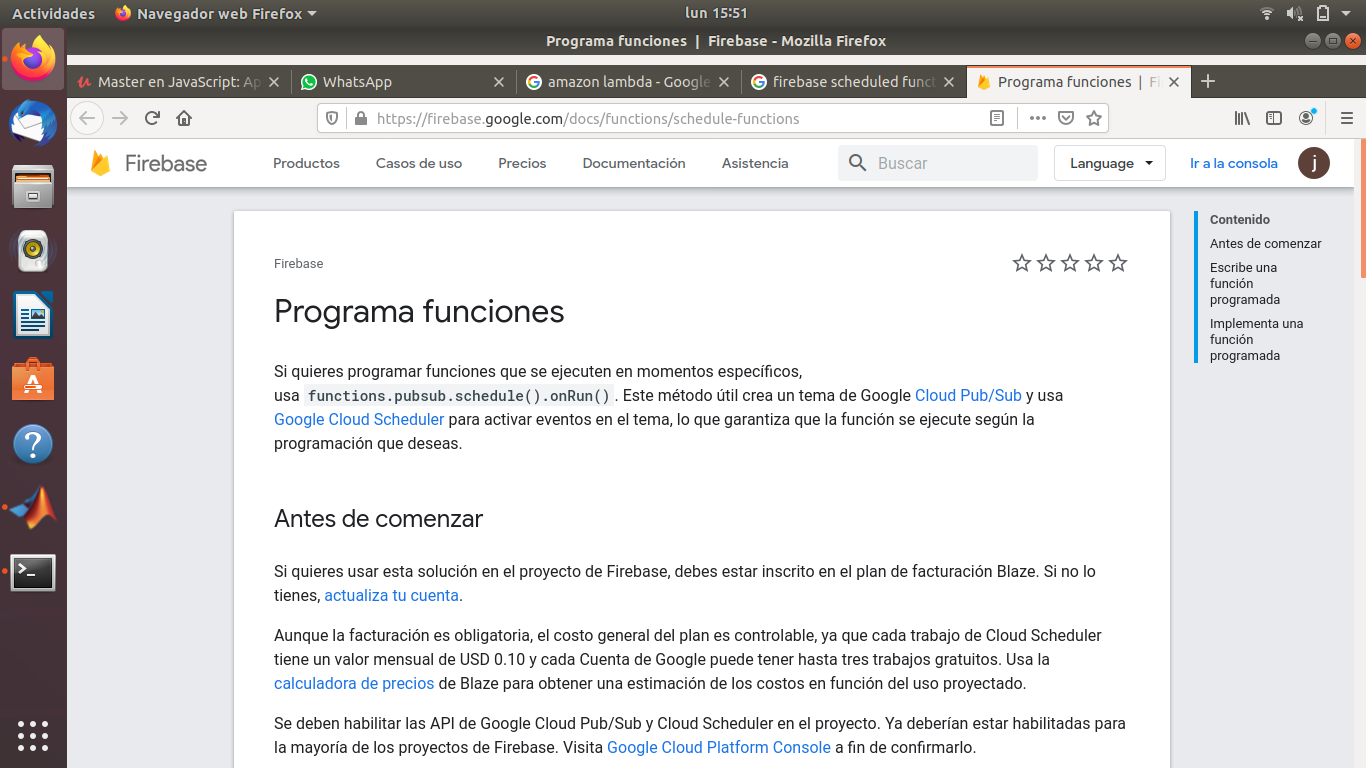 Actividades
Navegador web Firefox
lun 15:51
Programa funciones | Firebase - Mozilla Firefox
Master en JavaScript: Ap
WhatsApp
amazon lambda - Google
firebase scheduled funct
Programa funciones | Fi
https://firebase.google.com/docs/functions/schedule-functions
Firebase
Productos
Casos de uso
Precios
Documentación
Asistencia
Buscar
Language
Ir a la consola
j
Firebase
Programa funciones
Si quieres programar funciones que se ejecuten en momentos específicos,
usa functions.pubsub.schedule().onRun(). Este método útil crea un tema de Google Cloud Pub/Sub y usa
Google Cloud Scheduler para activar eventos en el tema, lo que garantiza que la función se ejecute según la
programación que deseas.
Antes de comenzar
Si quieres usar esta solución en el proyecto de Firebase, debes estar inscrito en el plan de facturación Blaze. Si no lo
tienes, actualiza tu cuenta.
Aunque la facturación es obligatoria, el costo general del plan es controlable, ya que cada trabajo de Cloud Scheduler
tiene un valor mensual de USD 0.10 y cada Cuenta de Google puede tener hasta tres trabajos gratuitos. Usa la
calculadora de precios de Blaze para obtener una estimación de los costos en función del uso proyectado.
Se deben habilitar las API de Google Cloud Pub/Sub y Cloud Scheduler en el proyecto. Ya deberían estar habilitadas para
la mayoría de los proyectos de Firebase. Visita Google Cloud Platform Console a fin de confirmarlo.
Contenido
Antes de comenzar
Escribe una
función
programada
Implementa una
función
programada